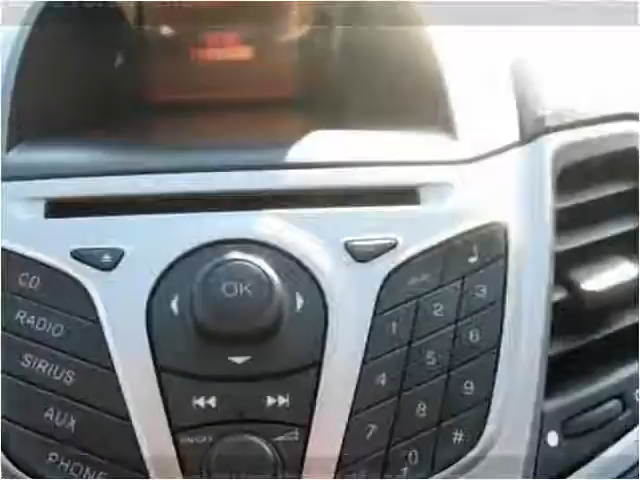 OK
CD
RADIO
SIRIUS
AUX
PHONE
1 2 3
4 5 6
7 8 9
0 #